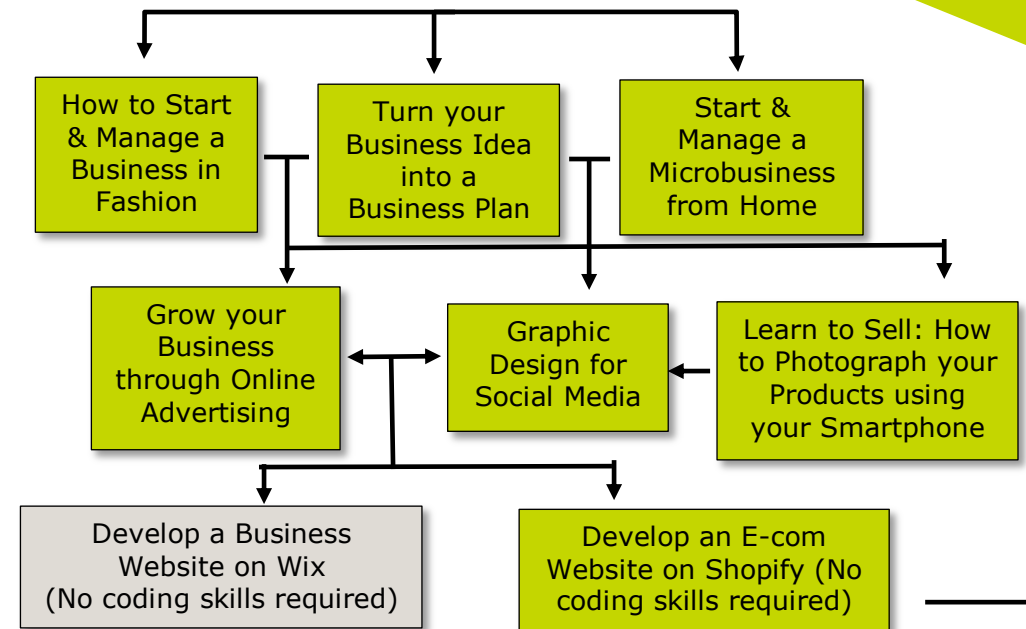 How to Start
& Manage a
Business in
Fashion
Turn your
Business Idea
into a
Business Plan
Start &
Manage a
Microbusiness
from Home
Grow your
Business
through Online
Advertising
Graphic
Design for
Social Media
Learn to Sell: How
to Photograph your
Products using
your Smartphone
Develop a Business
Website on Wix
(No coding skills required)
Develop an E-com
Website on Shopify (No
coding skills required)